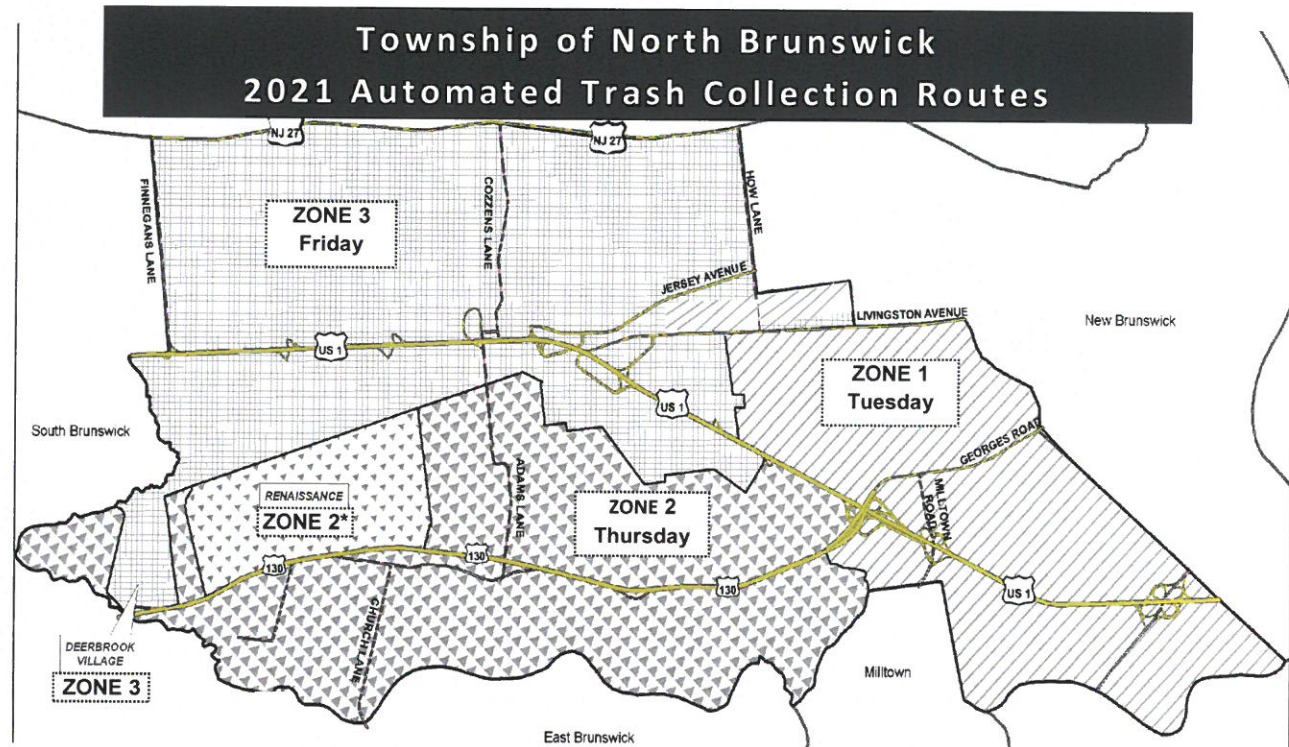 Township of North Brunswick
2021 Automated Trash Collection Routes
NJ 27
NJ 27
FINNEGANS LANE
COZZENS LANE
HOW LANE
ZONE 3
Friday
JERSEY AVENUE
LIVINGSTON AVENUE
New Brunswick
US 1
ZONE 1
Tuesday
US 1
South Brunswick
GEORGES ROAD
ADAMS LANE
RENAISSANCE
ZONE 2*
ZONE 2
Thursday
MILLTOWN
ROAD
130
130
130
US 1
CHURCH LANE
DEERBROOK
VILLAGE
ZONE 3
Milltown
East Brunswick